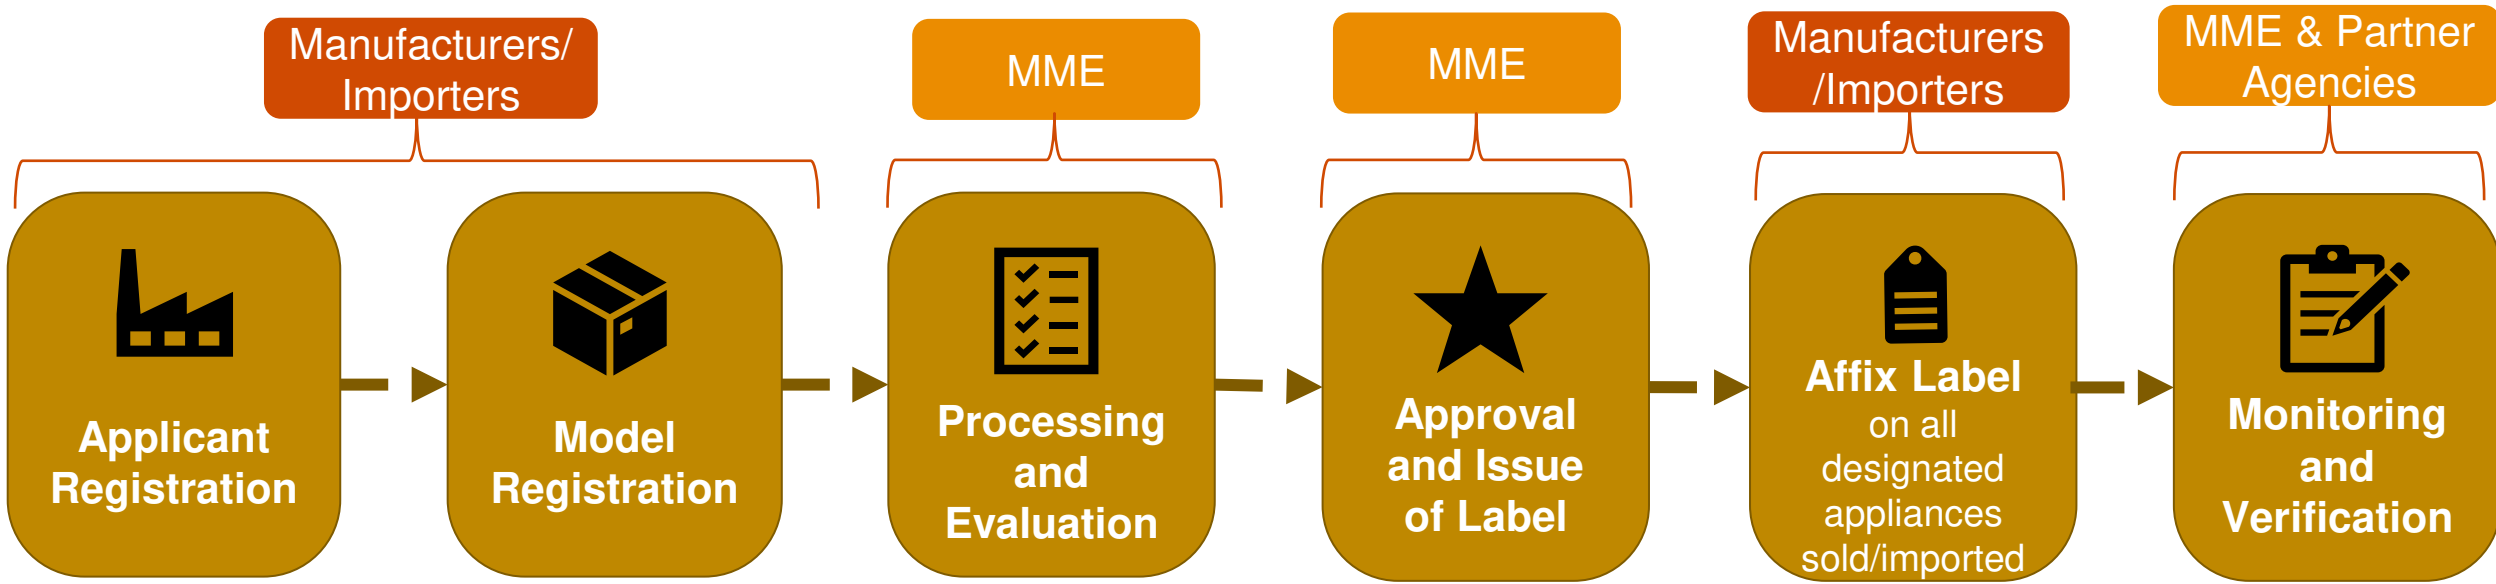 Manufacturers/
Importers
MME
MME
Manufacturers
/Importers
MME & Partner
Agencies
Applicant
Registration
Model
Registration
Processing
and
Evaluation
Approval
and Issue
of Label
Affix Label
on all
designated
appliances
sold/imported
Monitoring
and
Verification